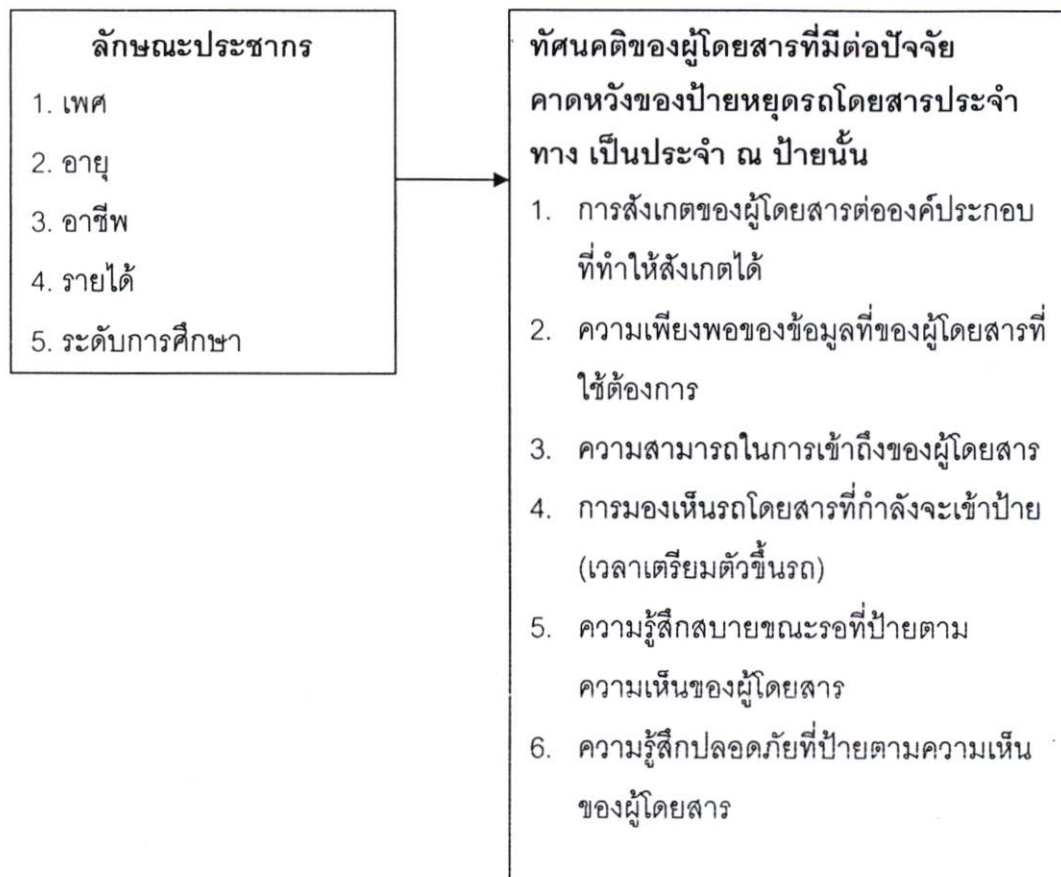 ลักษณะประชากร
1. เพศ
2. อายุ
3. อาชีพ
4. รายได้
5. ระดับการศึกษา
ทัศนคติของผู้โดยสารที่มีต่อปัจจัย
คาดหวังของป้ายหยุดรถโดยสารประจำ
ทาง เป็นประจำ ณ ป้ายนั้น
1. การสังเกตของผู้โดยสารต่อองค์ประกอบ
ที่ทำให้สังเกตได้
2. ความเพียงพอของข้อมูลที่ของผู้โดยสารที่
ใช้ต้องการ
3. ความสามารถในการเข้าถึงของผู้โดยสาร
4. การมองเห็นรถโดยสารที่กำลังจะเข้าป้าย
(เวลาเตรียมตัวขึ้นรถ)
5. ความรู้สึกสบายขณะรอที่ป้ายตาม
ความเห็นของผู้โดยสาร
6. ความรู้สึกปลอดภัยที่ป้ายตามความเห็น
ของผู้โดยสาร